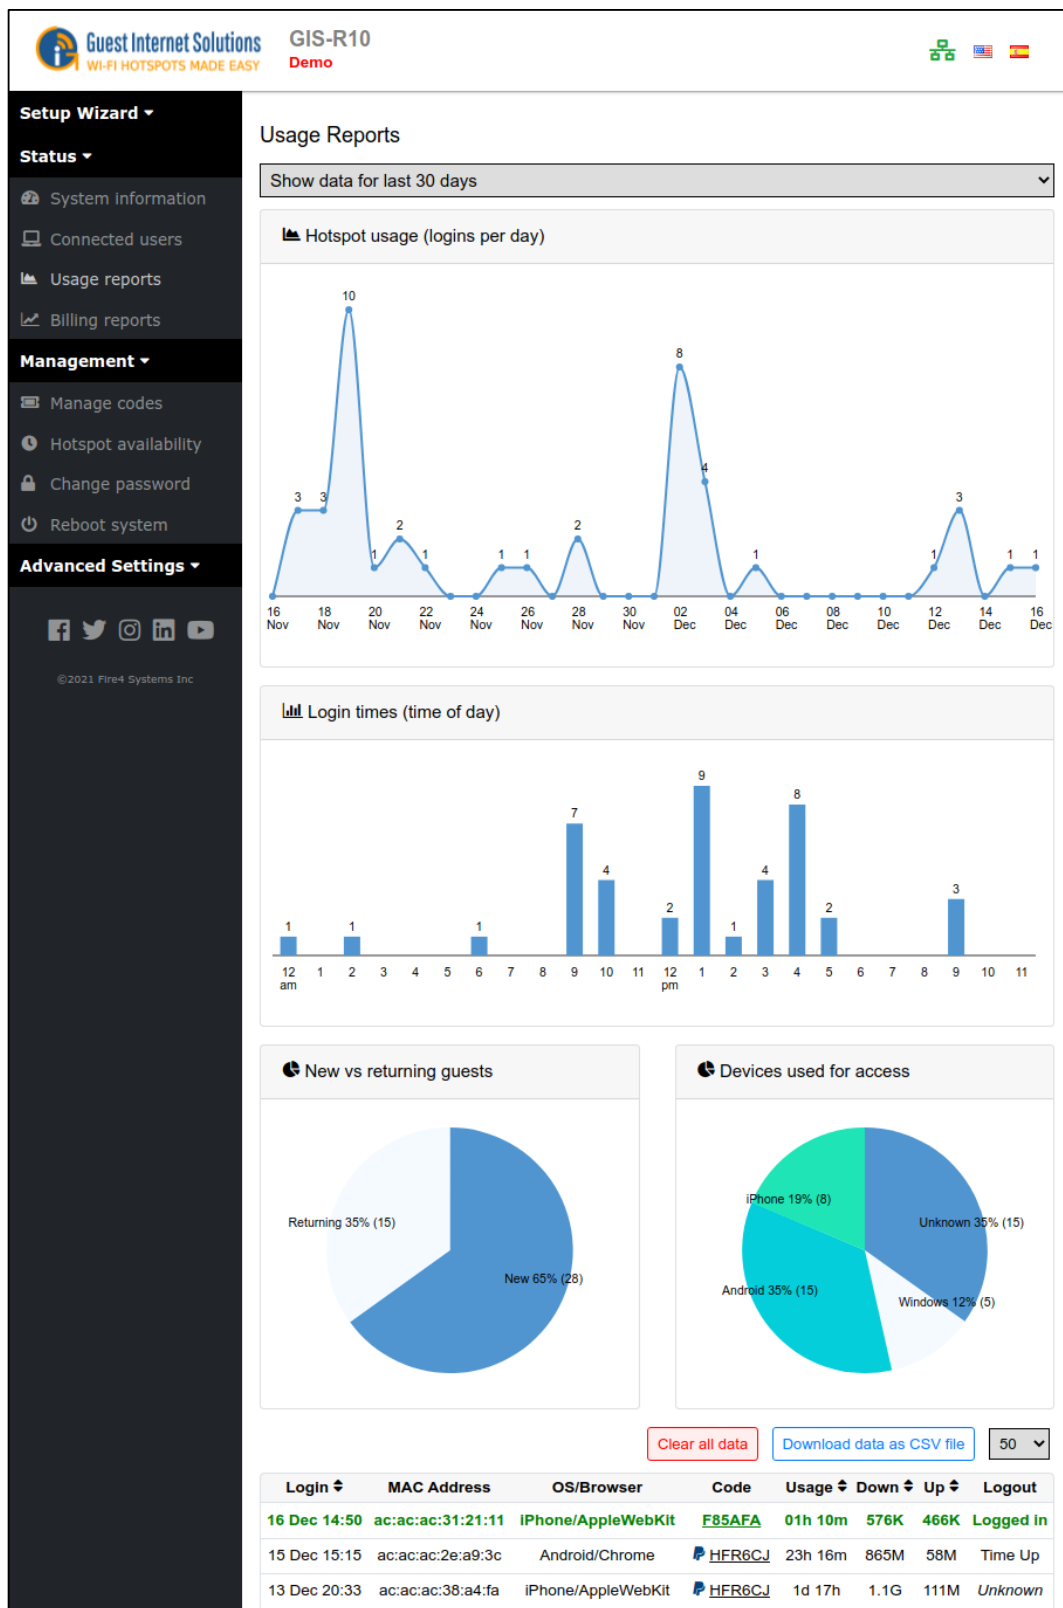 Guest Internet Solutions
WI-FI HOTSPOTS MADE EASY
GIS-R10
Demo
Setup Wizard
Status
System information
Connected users
Usage reports
Billing reports
Management
Manage codes
Hotspot availability
Change password
Reboot system
Advanced Settings
©2021 Fire4 Systems Inc
Usage Reports
Show data for last 30 days
Hotspot usage (logins per day)
10
8
4
3 3 2 2 3
1 1 1 1 1 1 1 1
16 18 20 22 24 26 28 30 02 04 06 08 10 12 14 16
Nov Nov Nov Nov Nov Nov Nov Nov Dec Dec Dec Dec Dec Dec Dec Dec
Login times (time of day)
9
8
7
4 4
2 2 3
1 1 1 1
12 1 2 3 4 5 6 7 8 9 10 11 12 1 2 3 4 5 6 7 8 9 10 11
am pm
New vs returning guests
Returning 35% (15)
New 65% (28)
Devices used for access
iPhone 19% (8)
Unknown 35% (15)
Android 35% (15)
Windows 12% (5)
Clear all data Download data as CSV file 50
Login MAC Address OS/Browser Code Usage Down Up Logout
16 Dec 14:50 ac:ac:ac:31:21:11 iPhone/AppleWebKit F85AFA 01h 10m 576K 466K Logged in
15 Dec 15:15 ac:ac:ac:2e:a9:3c Android/Chrome HFR6CJ 23h 16m 865M 58M Time Up
13 Dec 20:33 ac:ac:ac:38:a4:fa iPhone/AppleWebKit HFR6CJ 1d 17h 1.1G 111M Unknown